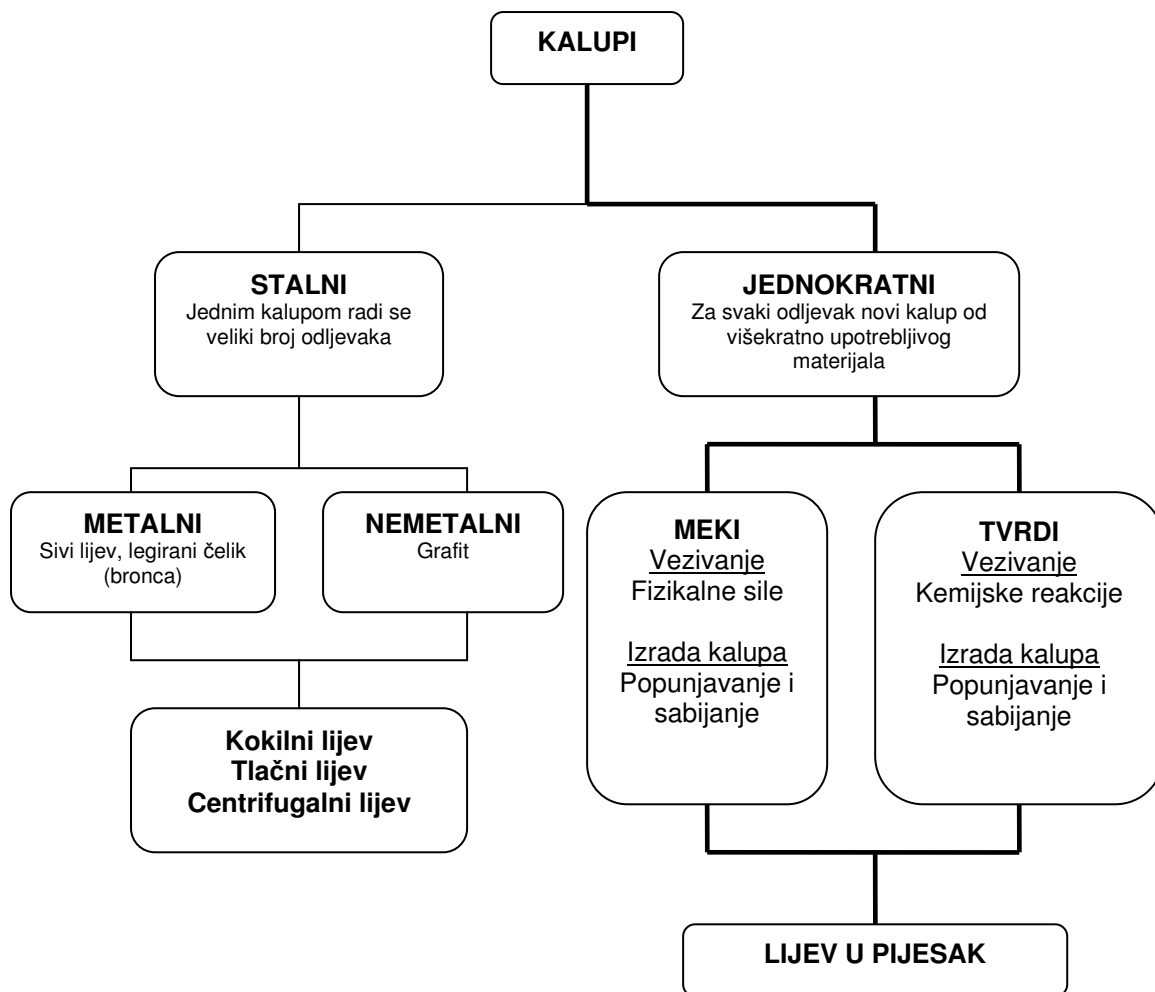 KALUPI
STALNI
Jednim kalupom radi se
veliki broj odljevaka
JEDNOKRATNI
Za svaki odljevak novi kalup od
višekratno upotrebljivog
materijala
METALNI
Sivi lijev, legirani čelik
(bronca)
NEMETALNI
Grafit
MEKI
Vezivanje
Fizikalne sile
Izrada kalupa
Popunjavanje i
sabijanje
TVRDI
Vezivanje
Kemijske reakcije
Izrada kalupa
Popunjavanje i
sabijanje
Kokilni lijev
Tlačni lijev
Centrifugalni lijev
LIJEV U PIJESAK